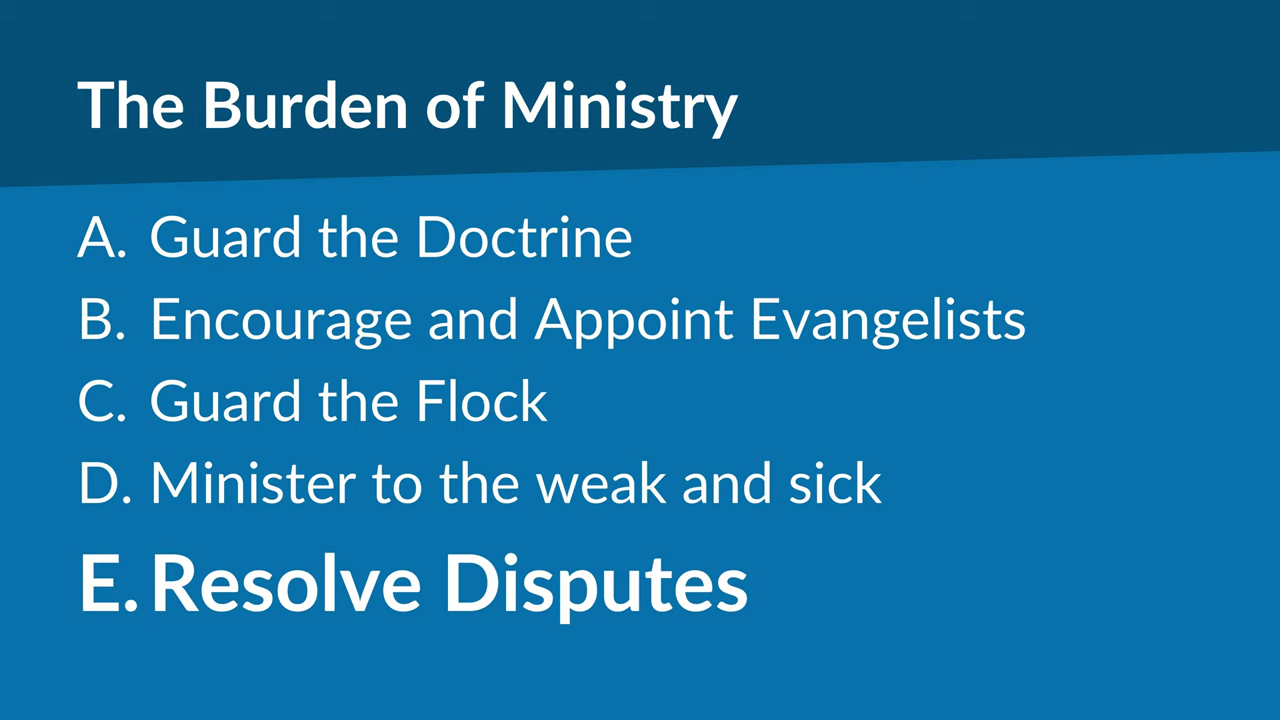 The Burden of Ministry
A. Guard the Doctrine
B. Encourage and Appoint Evangelists
C. Guard the Flock
D. Minister to the weak and sick
E. Resolve Disputes